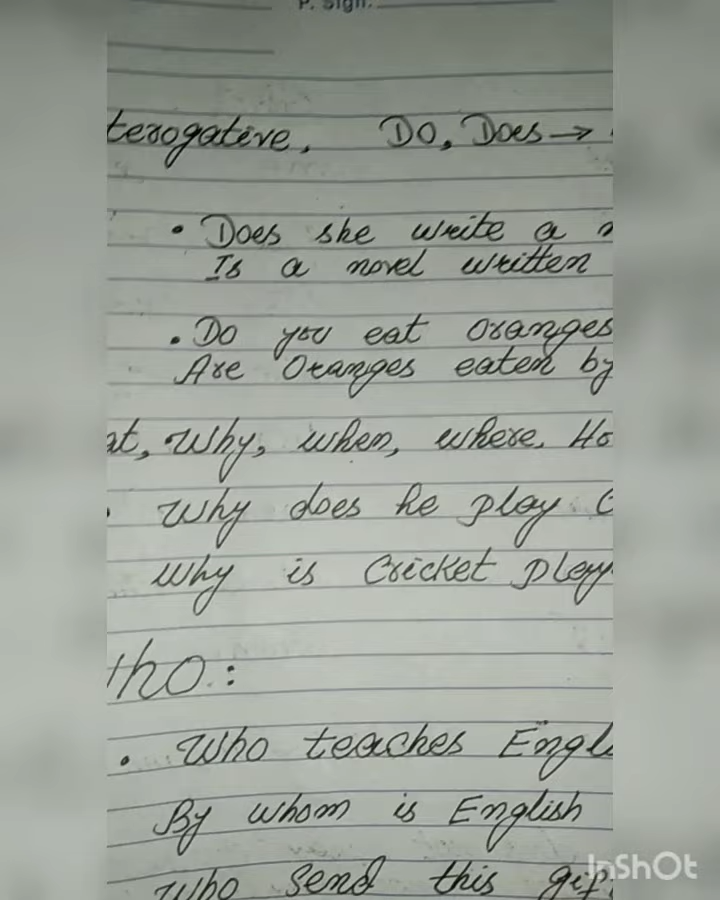 P. Sign.
terogative, Do, Does →
• Does she write a n
Is a novel written
• Do you eat oranges
Are Oranges eaten by
at, Why, when, where, Ho
• Why does he play C
Why is Cricket play
Who:
• Who teaches Engl
By whom is English
Who send this gif
InShOt